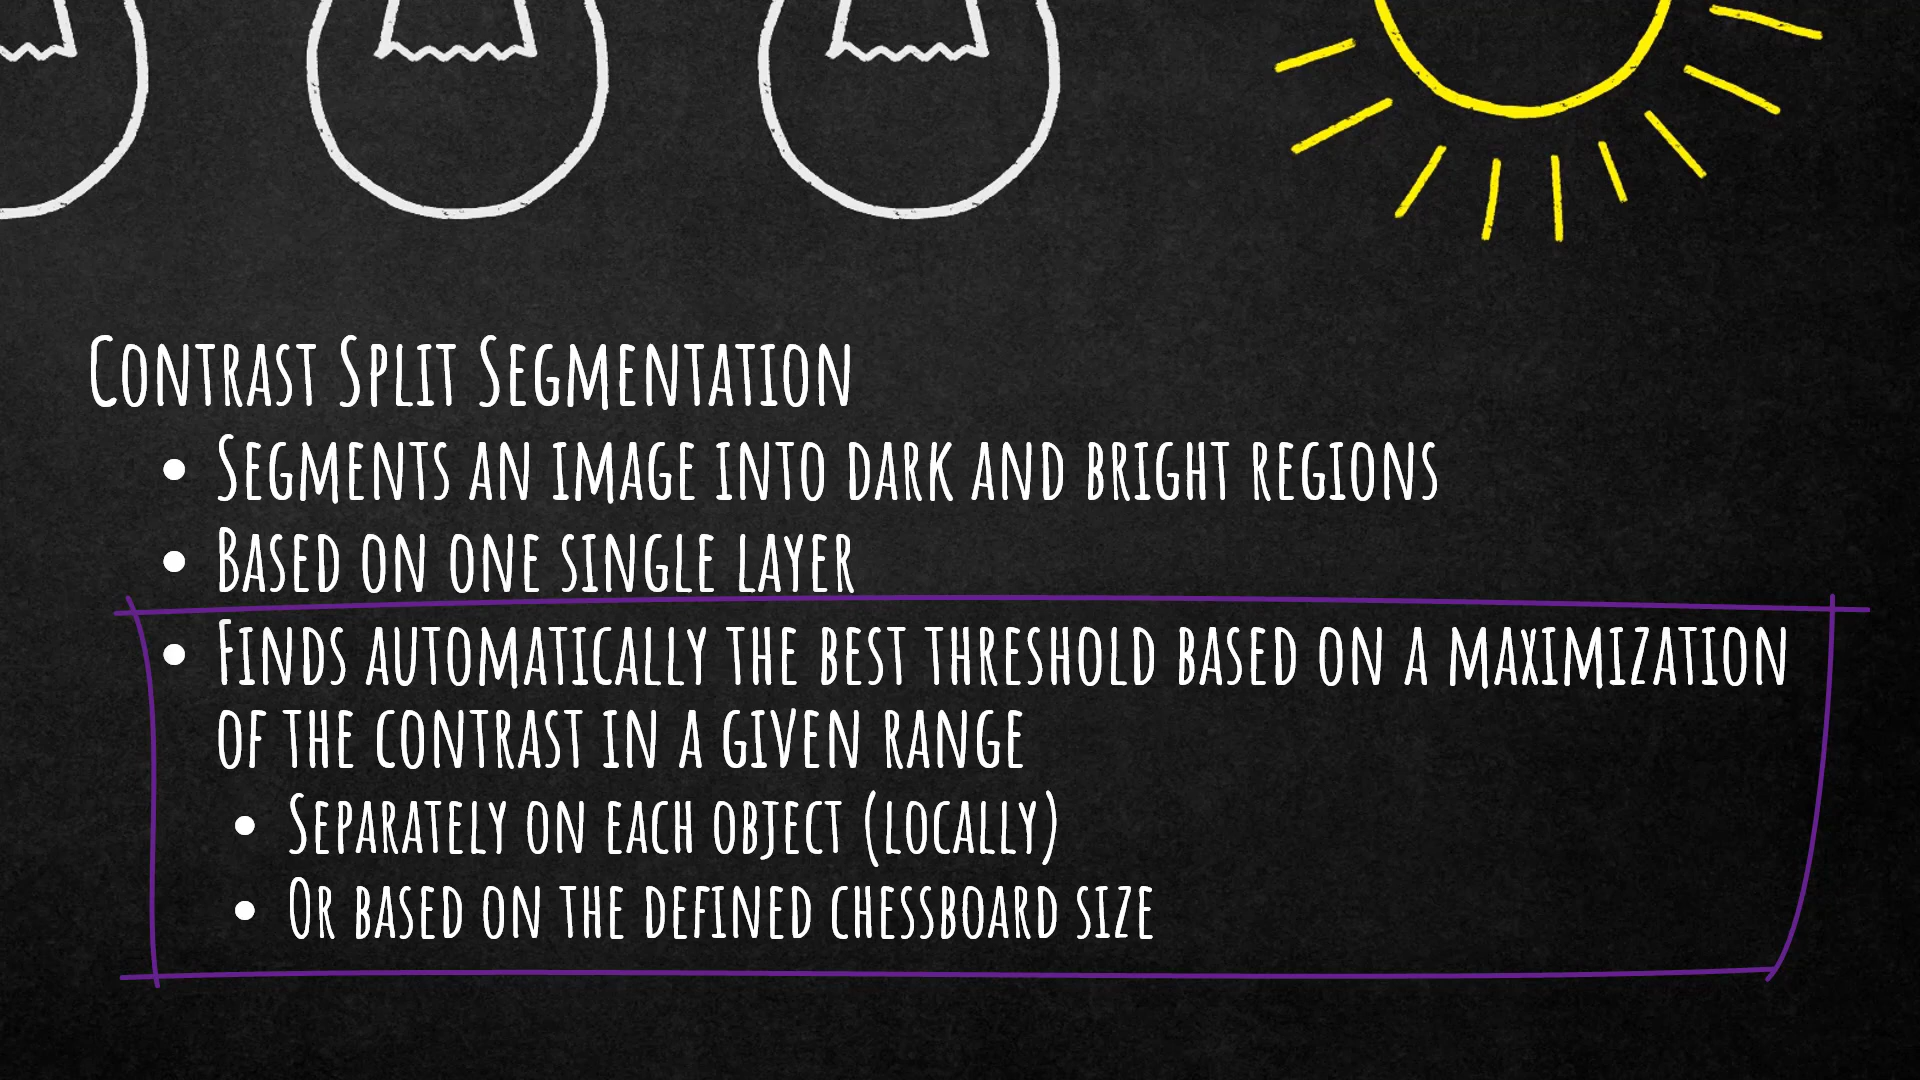 Contrast Split Segmentation
• Segments an image into dark and bright regions
• Based on one single layer
• Finds automatically the best threshold based on a maximization
of the contrast in a given range
• Separately on each object (locally)
• Or based on the defined chessboard size